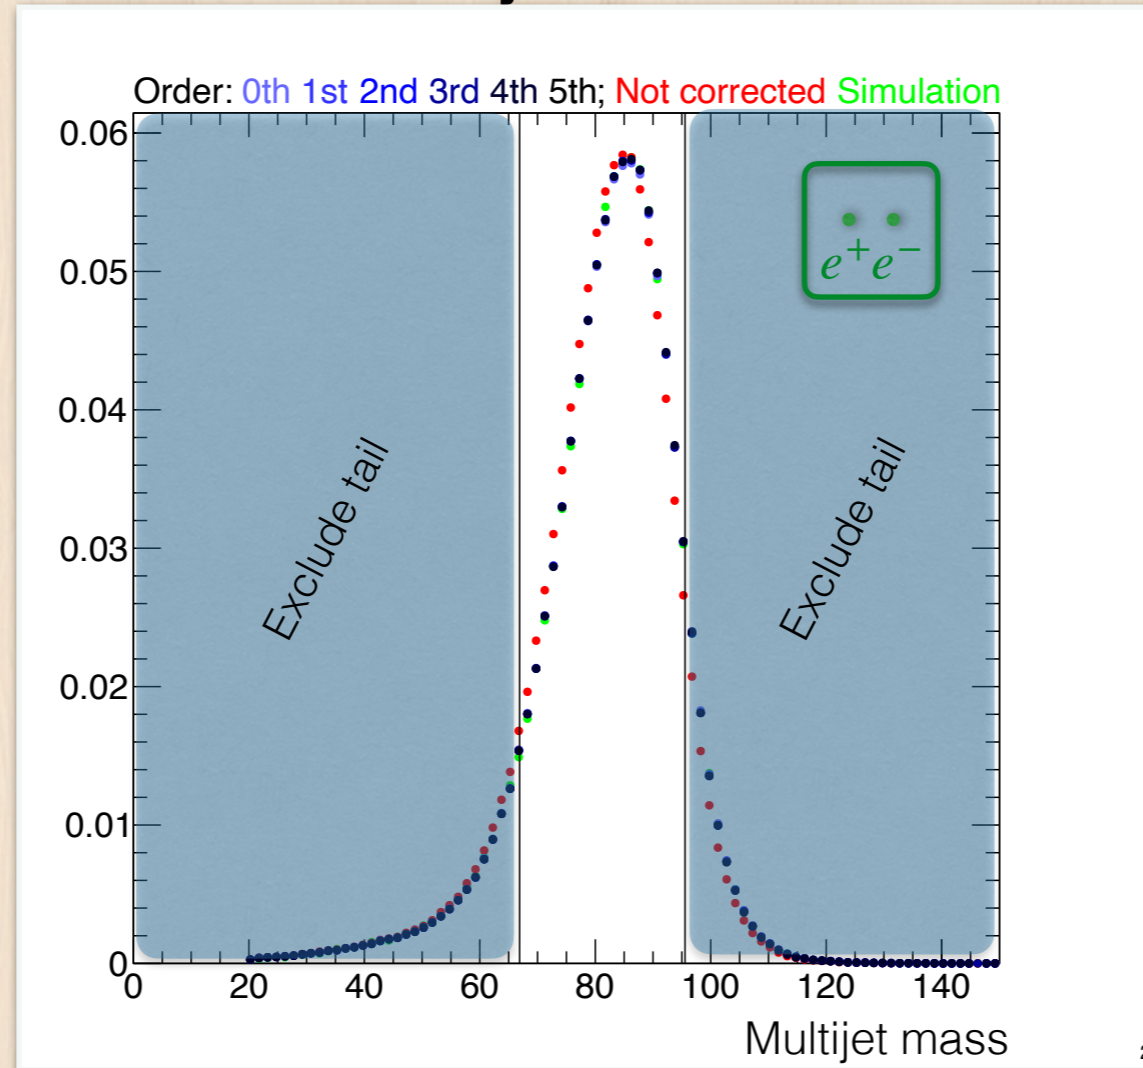 Order: 0th 1st 2nd 3rd 4th 5th; Not corrected Simulation
0.06
0.05
0.04
0.03
0.02
0.01
0
e⁺e⁻
Exclude tail
Exclude tail
0 20 40 60 80 100 120 140
Multijet mass